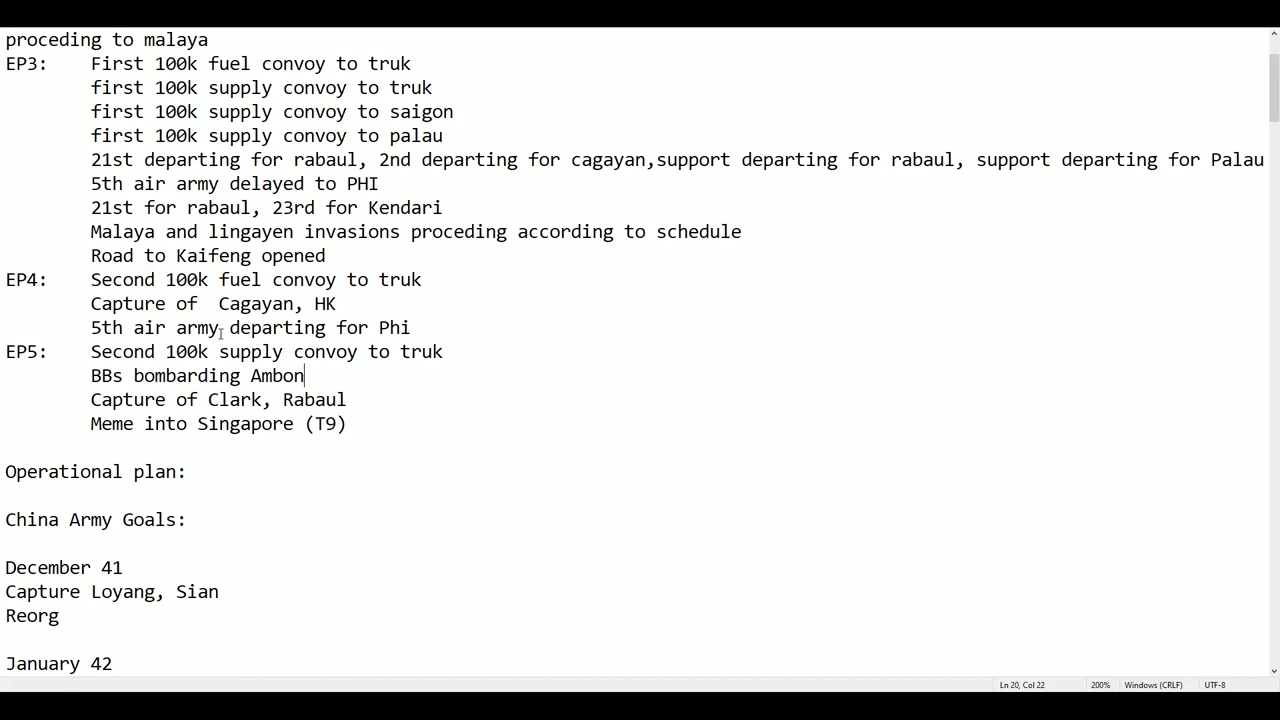 proceding to malaya
EP3: First 100k fuel convoy to truk
first 100k supply convoy to truk
first 100k supply convoy to saigon
first 100k supply convoy to palau
21st departing for rabaul, 2nd departing for cagayan,support departing for rabaul, support departing for Palau
5th air army delayed to PHI
21st for rabaul, 23rd for Kendari
Malaya and lingayen invasions proceding according to schedule
Road to Kaifeng opened
EP4: Second 100k fuel convoy to truk
Capture of  Cagayan, HK
5th air army departing for Phi
EP5: Second 100k supply convoy to truk
BBs bombarding Ambon
Capture of Clark, Rabaul
Meme into Singapore (T9)
Operational plan:
China Army Goals:
December 41
Capture Loyang, Sian
Reorg
January 42
Ln 20, Col 22 200% Windows (CRLF) UTF-8